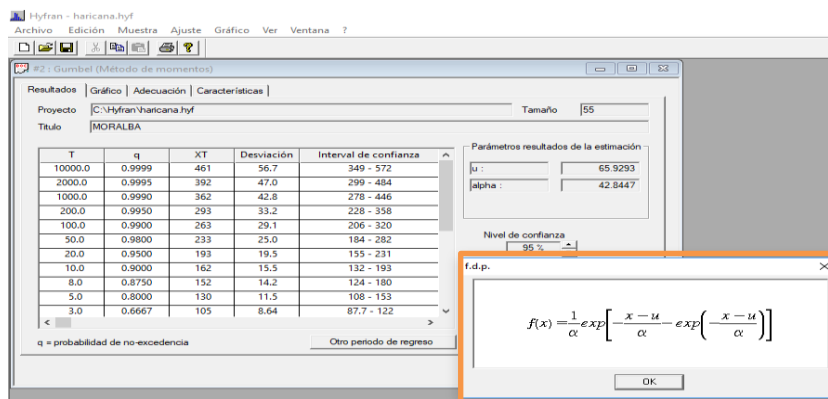 Hyfran - haricana.hyf
Archivo Edición Muestra Ajuste Gráfico Ver Ventana ?
#2 : Gumbel (Método de momentos)
Resultados Gráfico Adecuación Características
Proyecto C:\Hyfran\haricana.hyf Tamaño 55
Titulo MORALBA
T q XT Desviación Interval de confianza
10000.0 0.9999 461 56.7 349 - 572
2000.0 0.9995 392 47.0 299 - 484
1000.0 0.9990 362 42.8 278 - 446
200.0 0.9950 293 33.2 228 - 358
100.0 0.9900 263 29.1 206 - 320
50.0 0.9800 233 25.0 184 - 282
20.0 0.9500 193 19.5 155 - 231
10.0 0.9000 162 15.5 132 - 193
8.0 0.8750 152 14.2 124 - 180
5.0 0.8000 130 11.5 108 - 153
3.0 0.6667 105 8.64 87.7 - 122
q = probabilidad de no-excedencia
Otro periodo de regreso
Parámetros resultados de la estimación
u : 65.9293
alpha : 42.8447
Nivel de confianza
95 %
f.d.p.
f(x) = 1/α exp[-x-u/α - exp(-x-u/α)]
OK